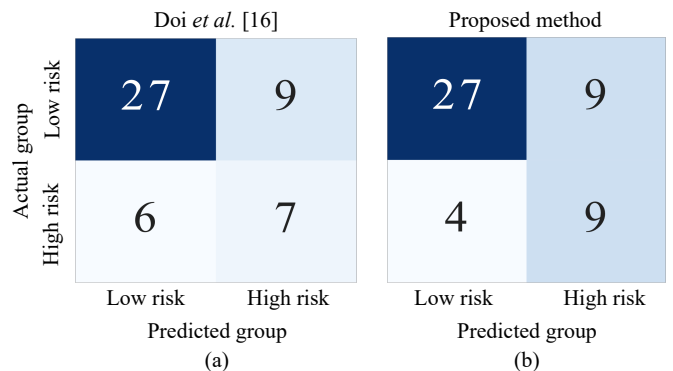 Doi et al. [16]
Proposed method
Actual group
Low risk
High risk
27
9
6
7
27
9
4
9
Low risk
High risk
Low risk
High risk
Predicted group
Predicted group
(a)
(b)